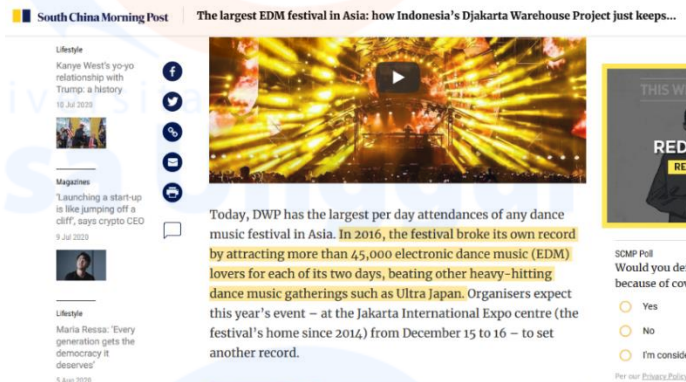 South China Morning Post
The largest EDM festival in Asia: how Indonesia's Djakarta Warehouse Project just keeps...
Lifestyle
Kanye West's yo-yo
relationship with
Trump: a history
10 Jul 2020
Magazines
'Launching a start-up
is like jumping off a
cliff', says crypto CEO
9 Jul 2020
Lifestyle
Maria Ressa: 'Every
generation gets the
democracy it
deserves'
5 Aug 2020
Today, DWP has the largest per day attendances of any dance
music festival in Asia. In 2016, the festival broke its own record
by attracting more than 45,000 electronic dance music (EDM)
lovers for each of its two days, beating other heavy-hitting
dance music gatherings such as Ultra Japan. Organisers expect
this year's event – at the Jakarta International Expo centre (the
festival's home since 2014) from December 15 to 16 – to set
another record.
THIS W
RED
RE
SCMP Poll
Would you de
because of cov
Yes
No
I'm conside
Per our Privacy Policy